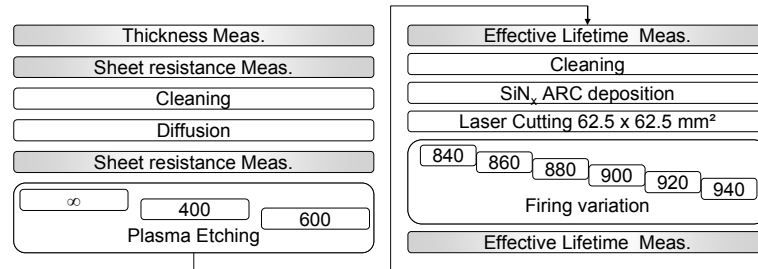 Thickness Meas.
Sheet resistance Meas.
Cleaning
Diffusion
Sheet resistance Meas.
∞
400
600
Plasma Etching
Effective Lifetime Meas.
Cleaning
SiNₓ ARC deposition
Laser Cutting 62.5 x 62.5 mm²
840
860
880
900
920
940
Firing variation
Effective Lifetime Meas.